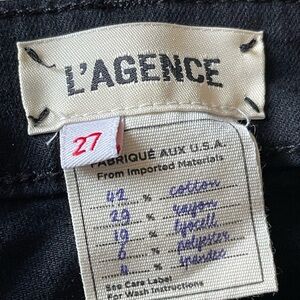 L'AGENCE
27
FABRIQUÉ AUX U.S.A.
From Imported Materials
42 % cotton
29 % rayon
19 % lyocell
6 % polyester
4 % spandex
See Care Label
For Wash Instructions